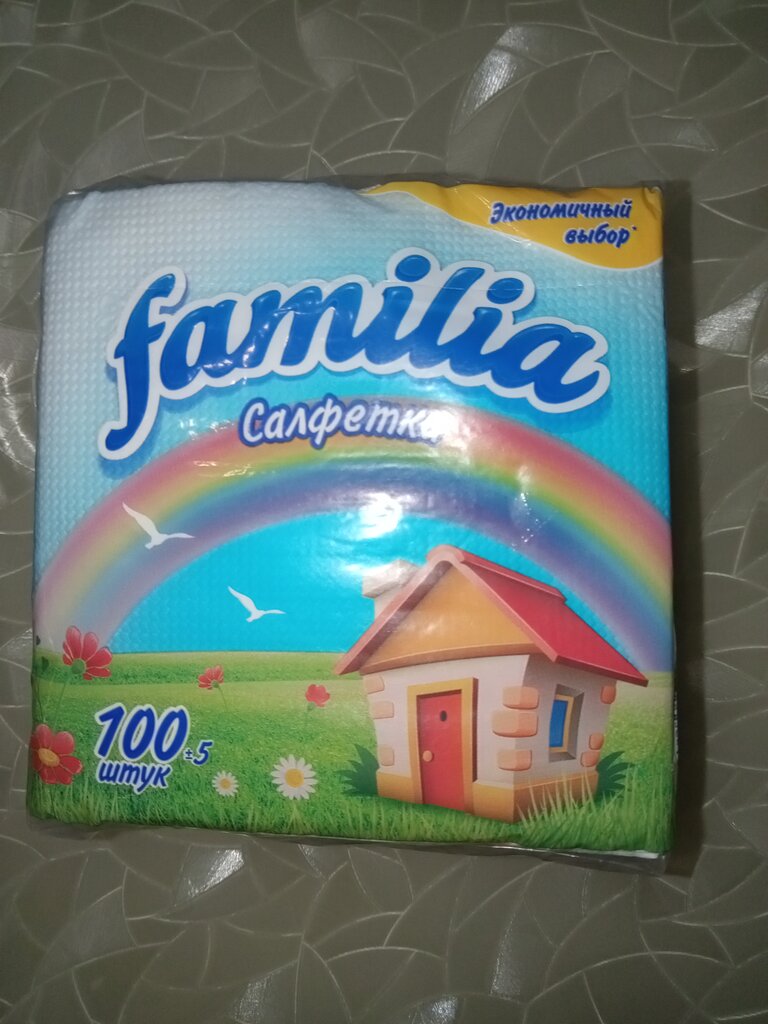 Экономичный
выбор*
familia
Салфетки
100 ±5
штук